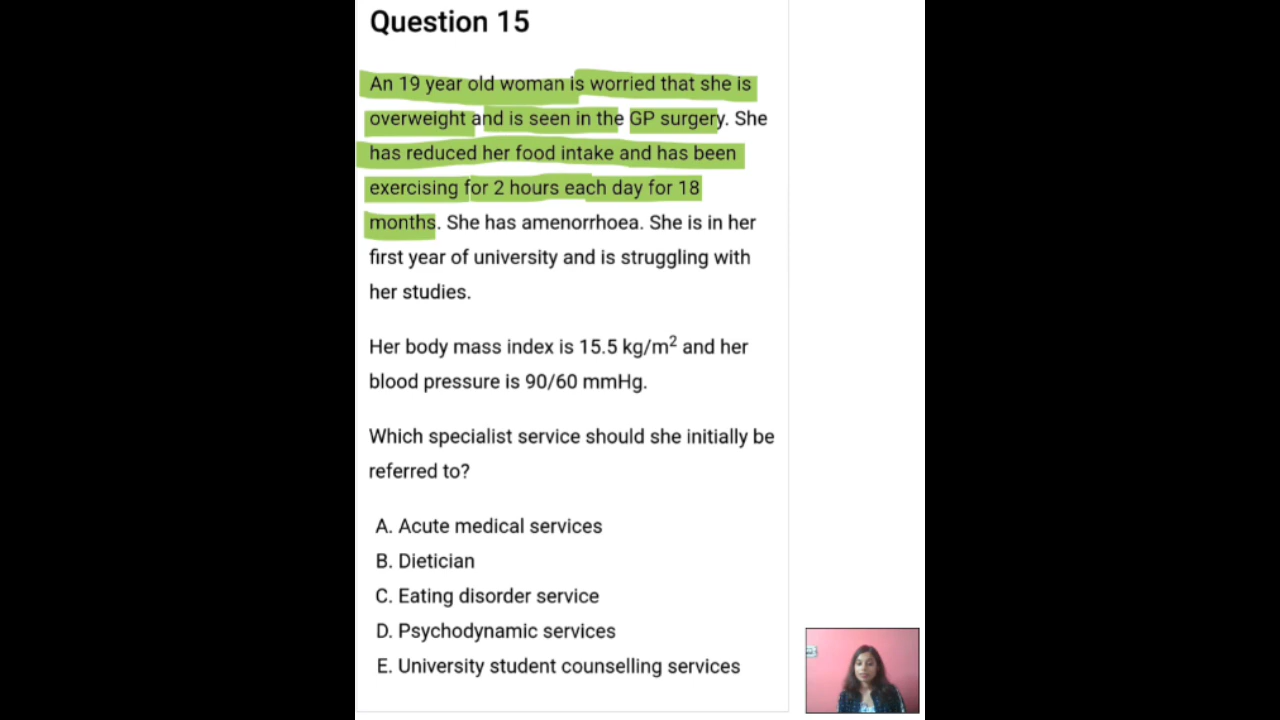 Question 15
An 19 year old woman is worried that she is
overweight and is seen in the GP surgery. She
has reduced her food intake and has been
exercising for 2 hours each day for 18
months. She has amenorrhoea. She is in her
first year of university and is struggling with
her studies.
Her body mass index is 15.5 kg/m² and her
blood pressure is 90/60 mmHg.
Which specialist service should she initially be
referred to?
A. Acute medical services
B. Dietician
C. Eating disorder service
D. Psychodynamic services
E. University student counselling services